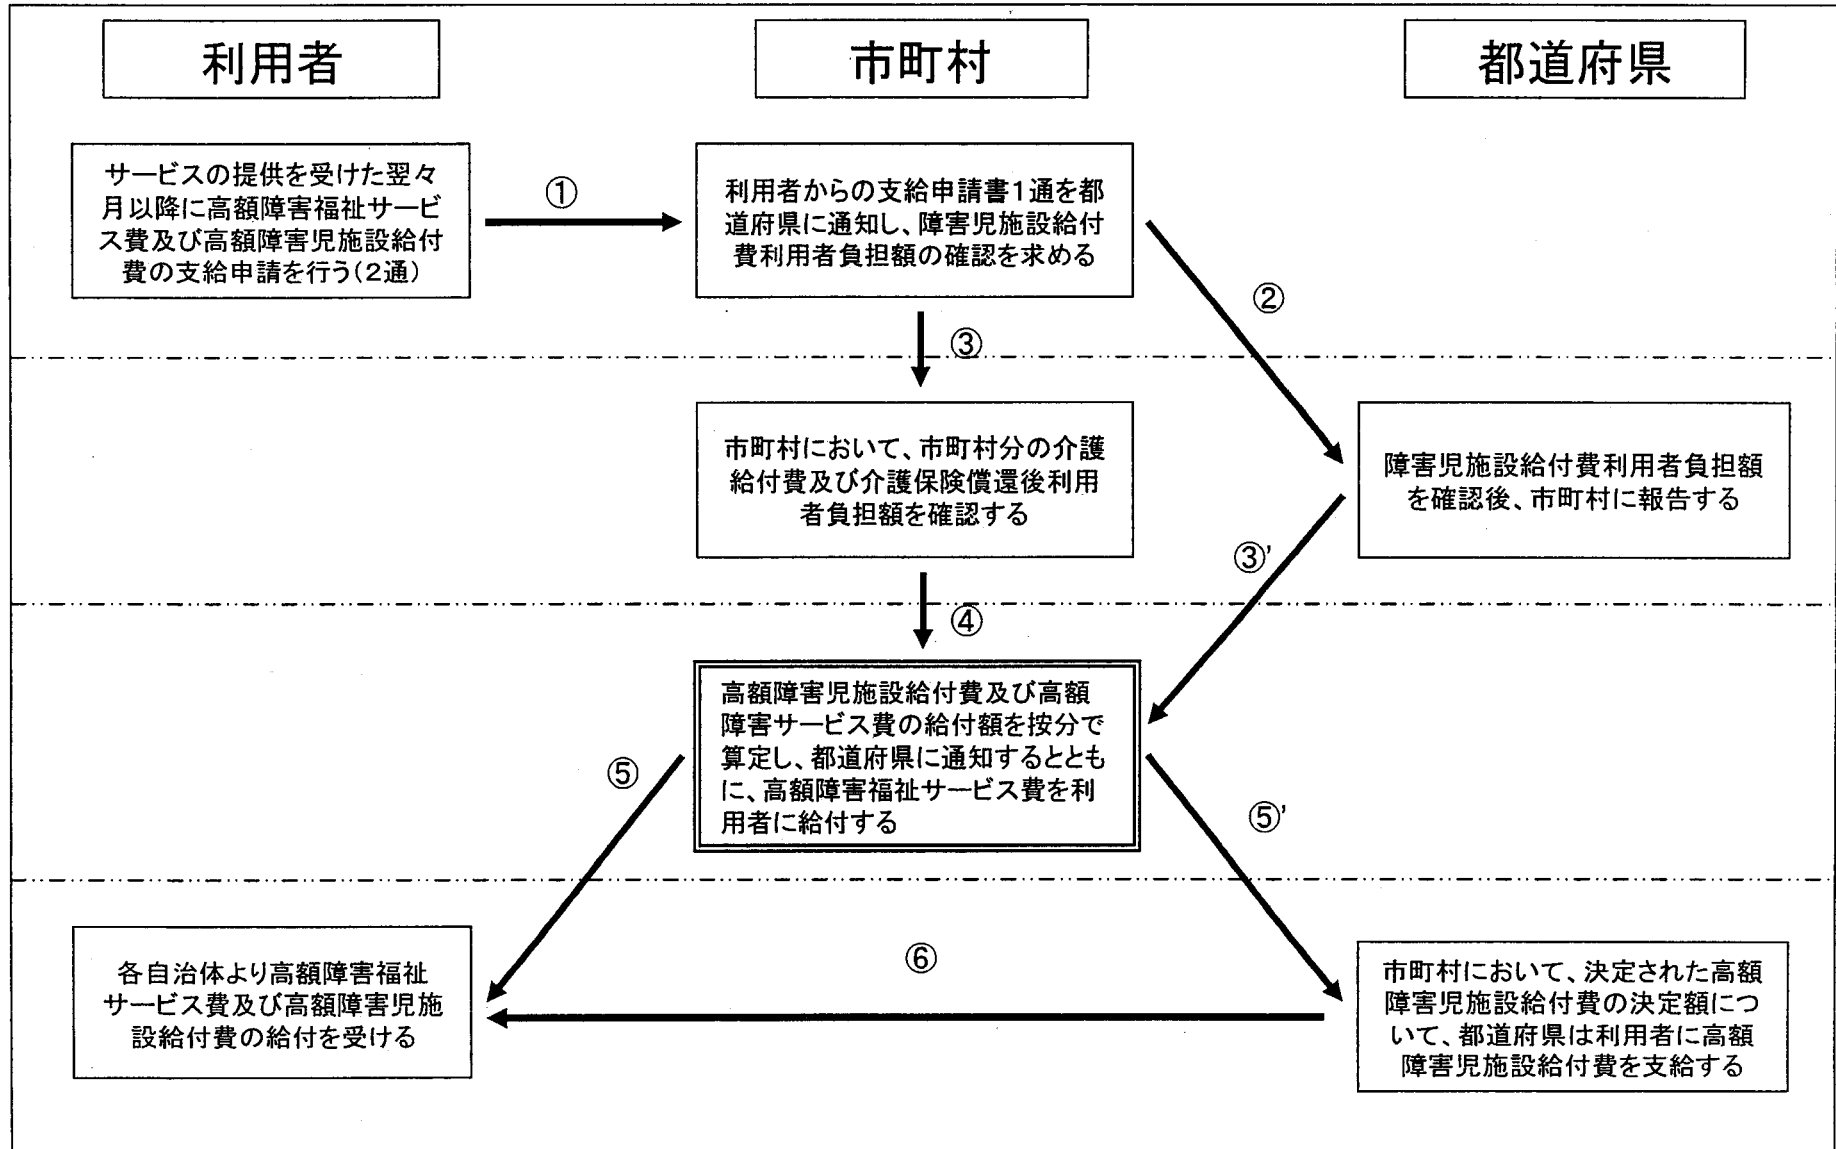 利用者
市町村
都道府県
サービスの提供を受けた翌々
月以降に高額障害福祉サービ
ス費及び高額障害児施設給付
費の支給申請を行う(2通)
①
利用者からの支給申請書1通を都
道府県に通知し、障害児施設給付
費利用者負担額の確認を求める
②
③
市町村において、市町村分の介護
給付費及び介護保険償還後利用
者負担額を確認する
障害児施設給付費利用者負担額
を確認後、市町村に報告する
③'
④
高額障害児施設給付費及び高額
障害サービス費の給付額を按分で
算定し、都道府県に通知するととも
に、高額障害福祉サービス費を利
用者に給付する
⑤
⑤'
各自治体より高額障害福祉
サービス費及び高額障害児施
設給付費の給付を受ける
⑥
市町村において、決定された高額
障害児施設給付費の決定額につ
いて、都道府県は利用者に高額
障害児施設給付費を支給する